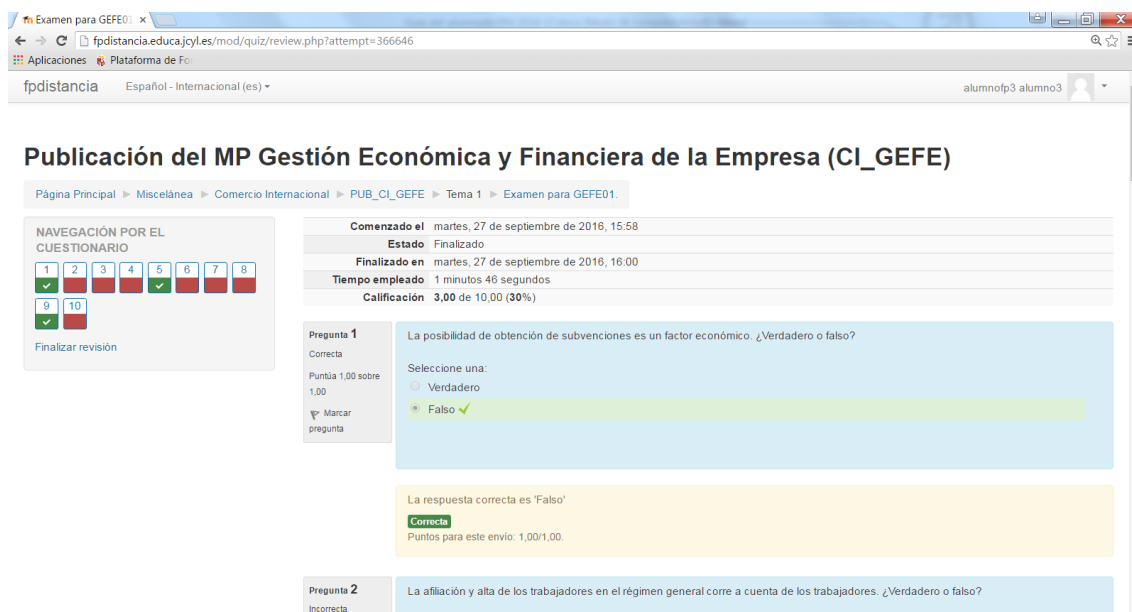 Examen para GEFE01
fpdistancia.educa.jcyl.es/mod/quiz/review.php?attempt=366646
Aplicaciones Plataforma de Fo
fpdistancia Español - Internacional (es) alumnofp3 alumno3
Publicación del MP Gestión Económica y Financiera de la Empresa (CI_GEFE)
Página Principal Miscelánea Comercio Internacional PUB_CI_GEFE Tema 1 Examen para GEFE01.
NAVEGACIÓN POR EL
CUESTIONARIO
1 2 3 4 5 6 7 8
9 10
Finalizar revisión
Comenzado el martes, 27 de septiembre de 2016, 15:58
Estado Finalizado
Finalizado en martes, 27 de septiembre de 2016, 16:00
Tiempo empleado 1 minutos 46 segundos
Calificación 3,00 de 10,00 (30%)
Pregunta 1
Correcta
Puntúa 1,00 sobre
1,00
Marcar
pregunta
La posibilidad de obtención de subvenciones es un factor económico. ¿Verdadero o falso?
Seleccione una:
Verdadero
Falso
La respuesta correcta es 'Falso'
Correcta
Puntos para este envío: 1,00/1,00.
Pregunta 2
Incorrecta
La afiliación y alta de los trabajadores en el régimen general corre a cuenta de los trabajadores. ¿Verdadero o falso?